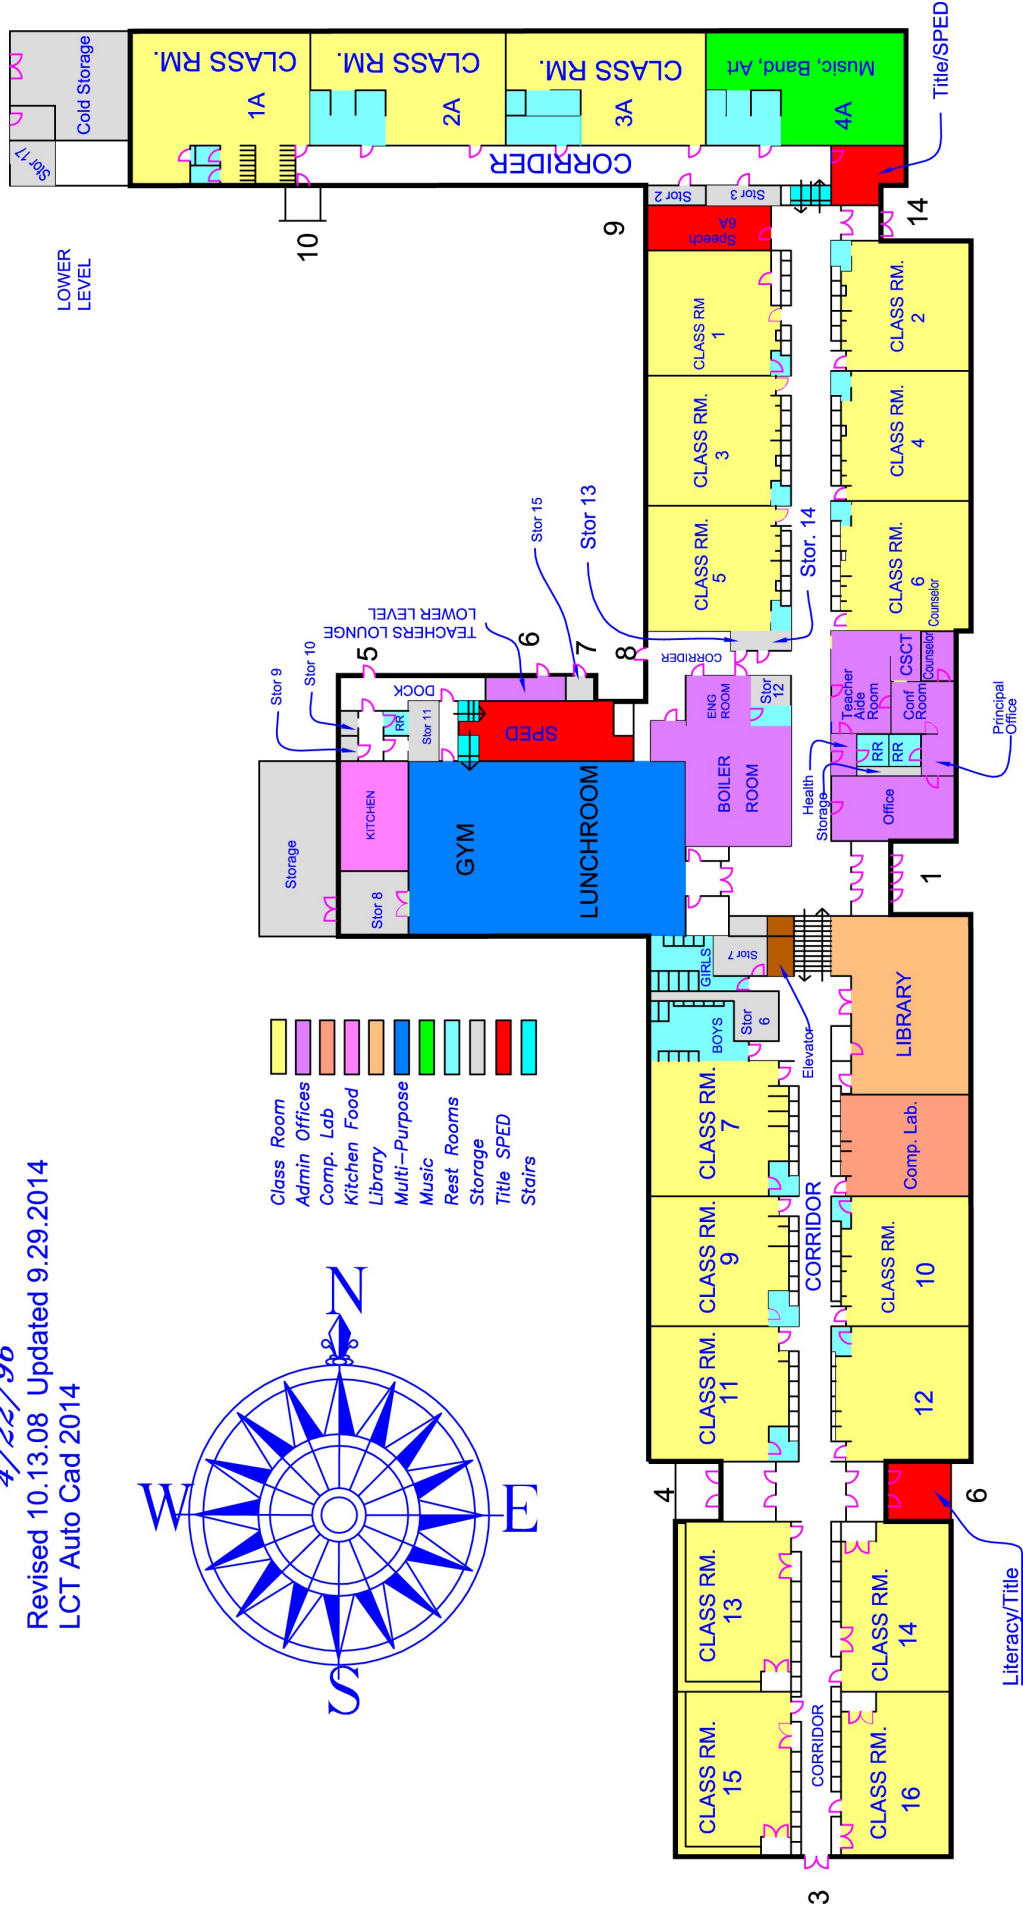 4/22/96
Revised 10.13.08 Updated 9.29.2014
LCT Auto Cad 2014
N
W
E
S
Class Room
Admin Offices
Comp. Lab
Kitchen Food
Library
Multi-Purpose
Music
Rest Rooms
Storage
Title SPED
Stairs
LOWER
LEVEL
Cold Storage
Stor 17
CLASS RM.
1A
CLASS RM.
2A
CLASS RM.
3A
Music, Band, Art
4A
CORRIDER
Title/SPED
10
9
14
Stor 2
Stor 3
Speech
6A
CLASS RM
1
CLASS RM.
3
CLASS RM.
5
CLASS RM.
2
CLASS RM.
4
CLASS RM.
6
Counselor
Stor 13
Stor. 14
Stor 15
TEACHERS LOUNGE
LOWER LEVEL
Stor 9
Stor 10
5
6
7
8
DOCK
RR
Stor 11
SPED
CORRIDER
ENG
ROOM
Stor
12
BOILER
ROOM
Storage
KITCHEN
Stor 8
GYM
LUNCHROOM
Teacher
Aide
Room
CSCT
Counselor
Conf
Room
RR
RR
Health
Storage
Office
Principal
Office
1
GIRLS
Stor 7
BOYS
Stor
6
Elevator
LIBRARY
Comp. Lab.
CLASS RM.
7
CLASS RM.
9
CLASS RM.
11
CORRIDOR
CLASS RM.
10
12
4
6
Literacy/Title
CLASS RM.
13
CLASS RM.
15
CORRIDOR
CLASS RM.
14
CLASS RM.
16
3